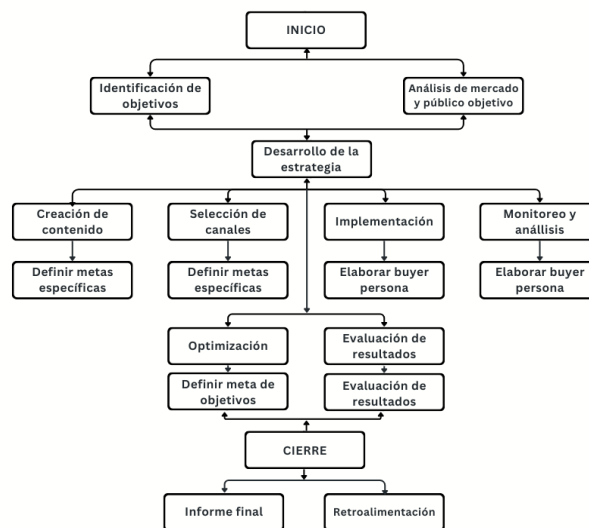 INICIO
Identificación de
objetivos
Análisis de mercado
y público objetivo
Desarrollo de la
estrategia
Creación de
contenido
Selección de
canales
Implementación
Monitoreo y
anállisis
Definir metas
específicas
Definir metas
específicas
Elaborar buyer
persona
Elaborar buyer
persona
Optimización
Evaluación de
resultados
Definir meta de
objetivos
Evaluación de
resultados
CIERRE
Informe final
Retroalimentación